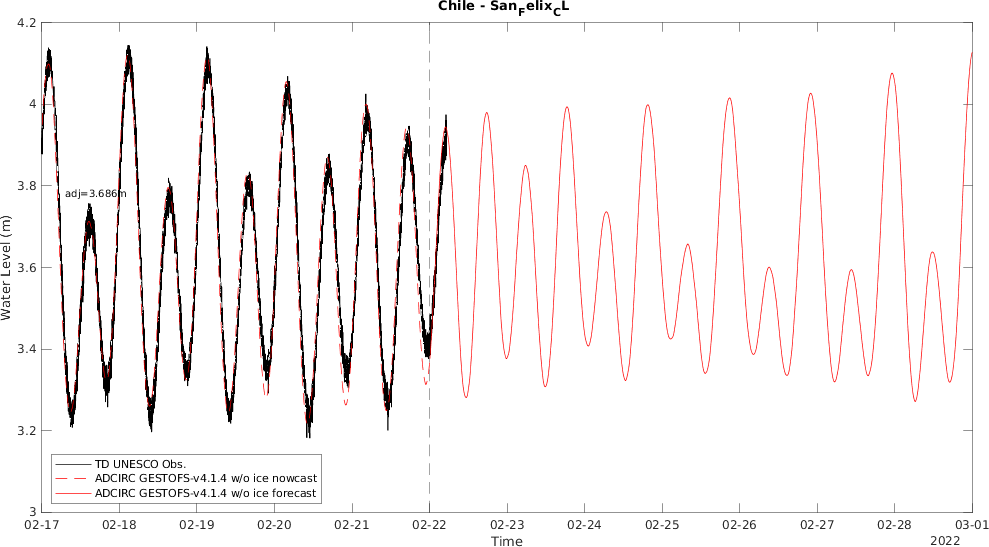 Chile - SanFelixCL
4.2
4
3.8
3.6
3.4
3.2
3
Water Level (m)
adj=3.686m
TD UNESCO Obs.
ADCIRC GESTOFS-v4.1.4 w/o ice nowcast
ADCIRC GESTOFS-v4.1.4 w/o ice forecast
02-17 02-18 02-19 02-20 02-21 02-22 02-23 02-24 02-25 02-26 02-27 02-28 03-01
Time
2022